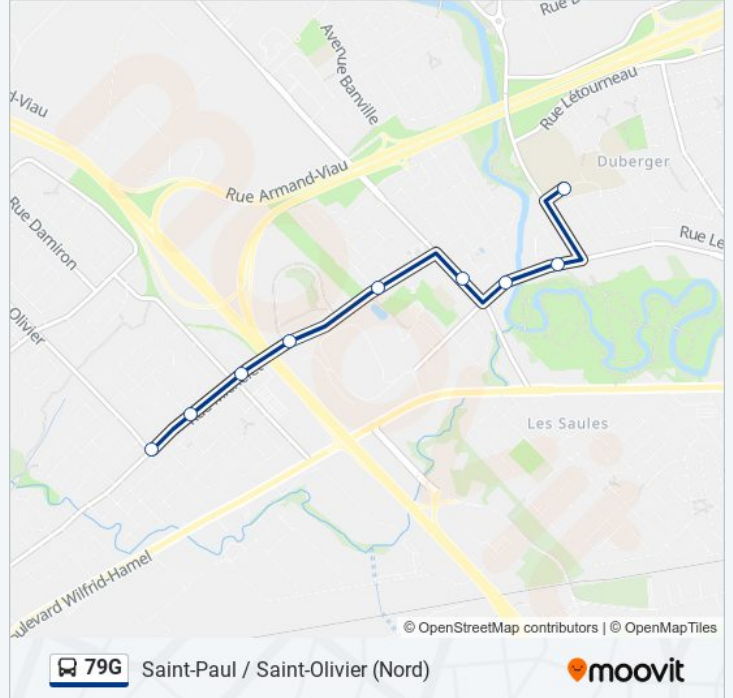 Rue
Avenue Banville
d-Viau
Rue Létourneau
Duberger
Rue Armand-Viau
Rue Damiron
Rue Le
Olivier
Les Saules
oulevard Wilfrid-Hamel
© OpenStreetMap contributors | © OpenMapTiles
79G
Saint-Paul / Saint-Olivier (Nord)
moovit